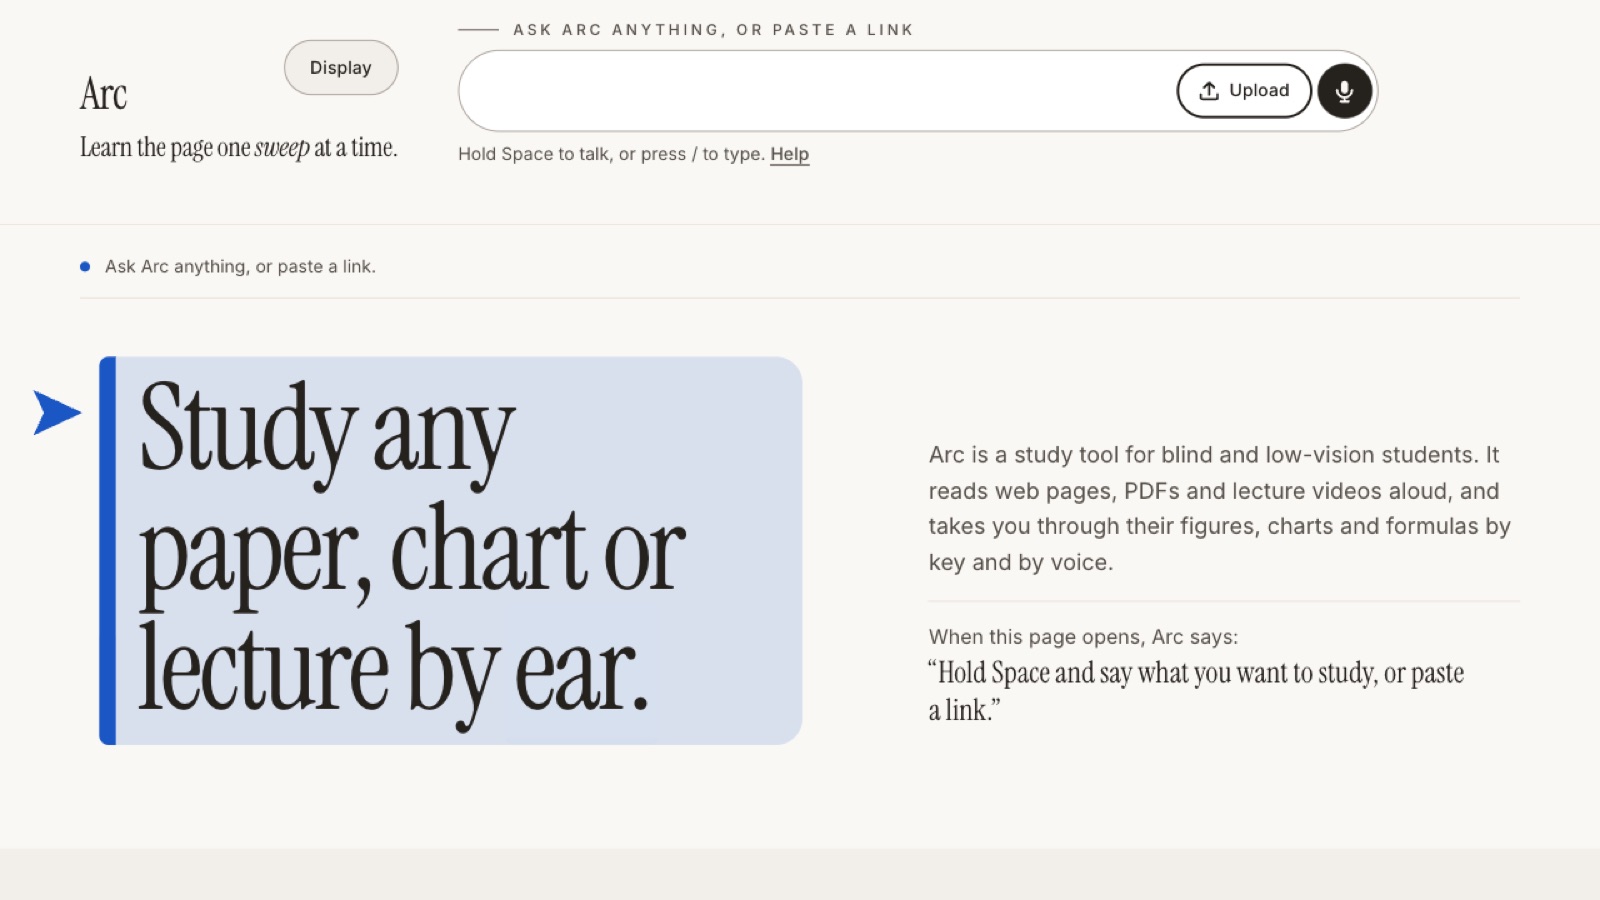 Arc
Display
Learn the page one sweep at a time.
ASK ARC ANYTHING, OR PASTE A LINK
Upload
Hold Space to talk, or press / to type. Help
Ask Arc anything, or paste a link.
Study any
paper, chart or
lecture by ear.
Arc is a study tool for blind and low-vision students. It
reads web pages, PDFs and lecture videos aloud, and
takes you through their figures, charts and formulas by
key and by voice.
When this page opens, Arc says:
“Hold Space and say what you want to study, or paste
a link.”